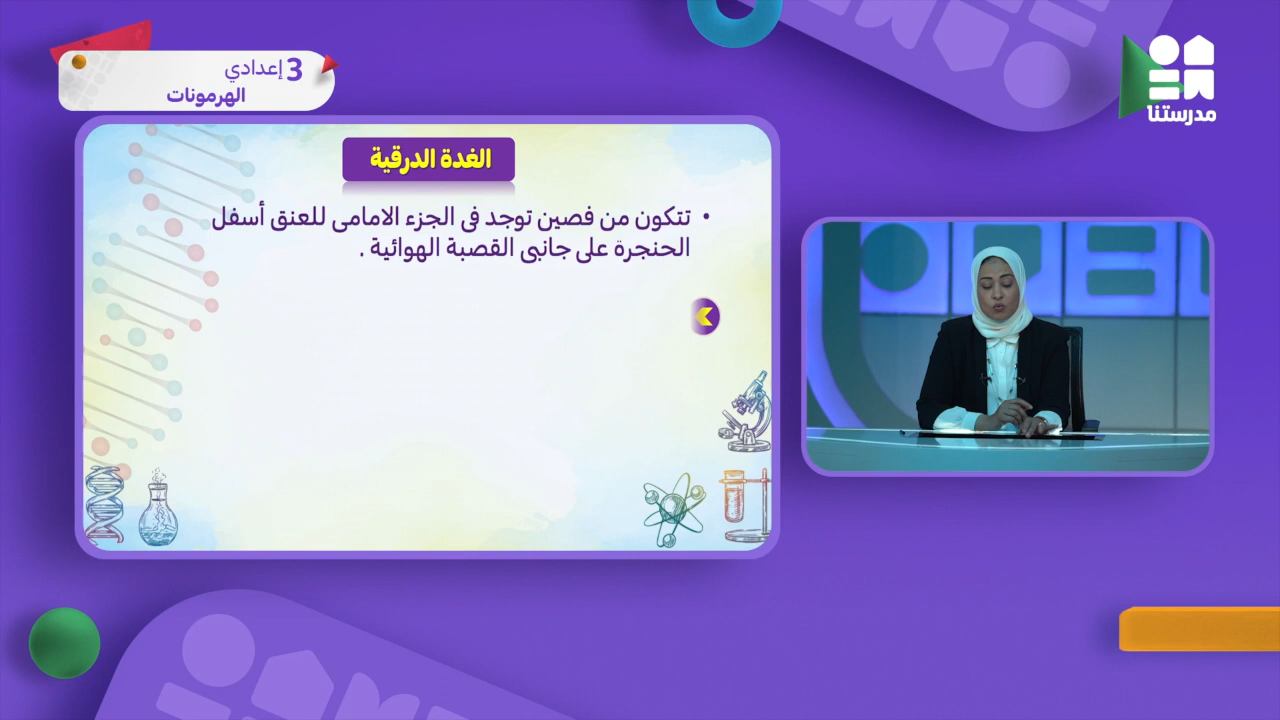 3 إعدادي
الهرمونات
مدرستنا
الغدة الدرقية
• تتكون من فصين توجد فى الجزء الامامى للعنق أسفل
الحنجرة على جانبى القصبة الهوائية .